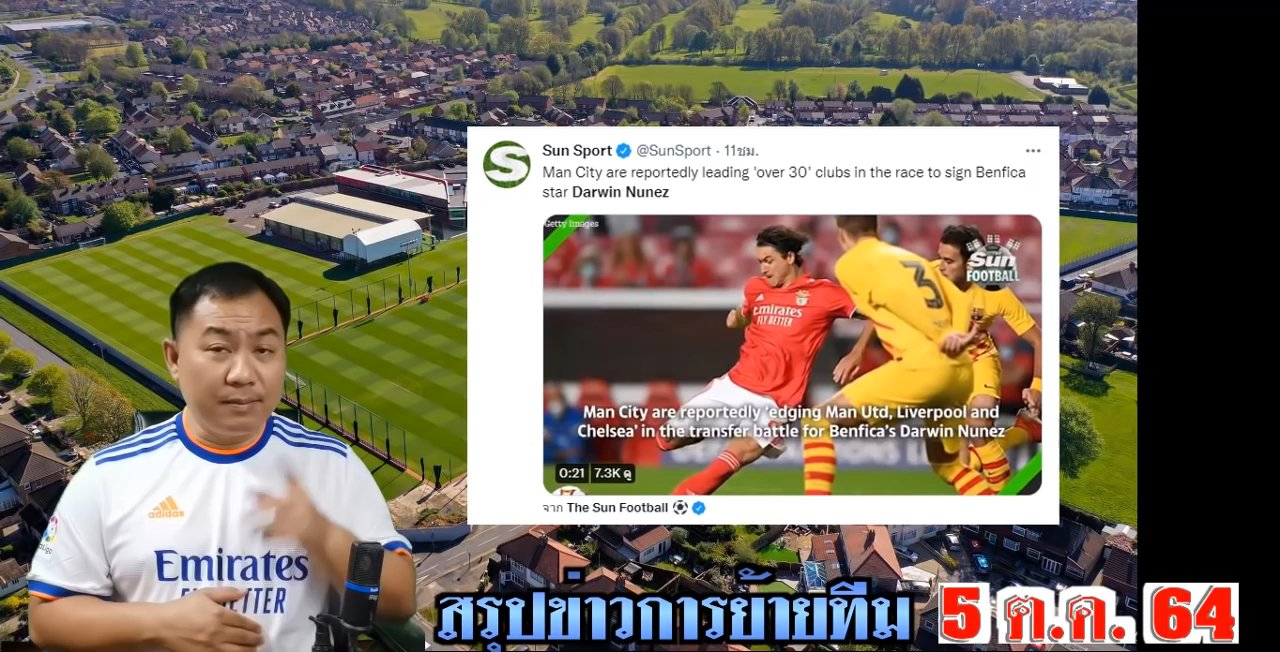 Sun Sport @SunSport · 11ชม.
Man City are reportedly leading 'over 30' clubs in the race to sign Benfica
star Darwin Nunez
Getty Images
Sun
FOOTBALL
Emirates
FLY BETTER
3
Man City are reportedly 'edging Man Utd, Liverpool and
Chelsea' in the transfer battle for Benfica's Darwin Nunez
0:21 7.3K ดู
จาก The Sun Football
adidas
Emirates
FLY BETTER
สรุปข่าวการย้ายทีม 5 ต.ค. 64